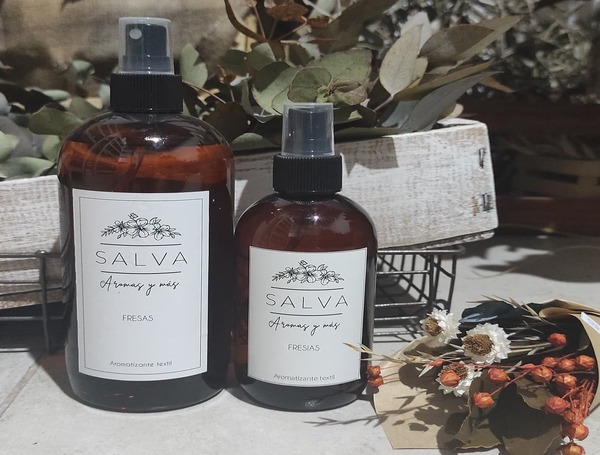 SALVA
Aromas y más
FRESAS
Aromatizante textil
SALVA
Aromas y más
FRESIAS
Aromatizante textil